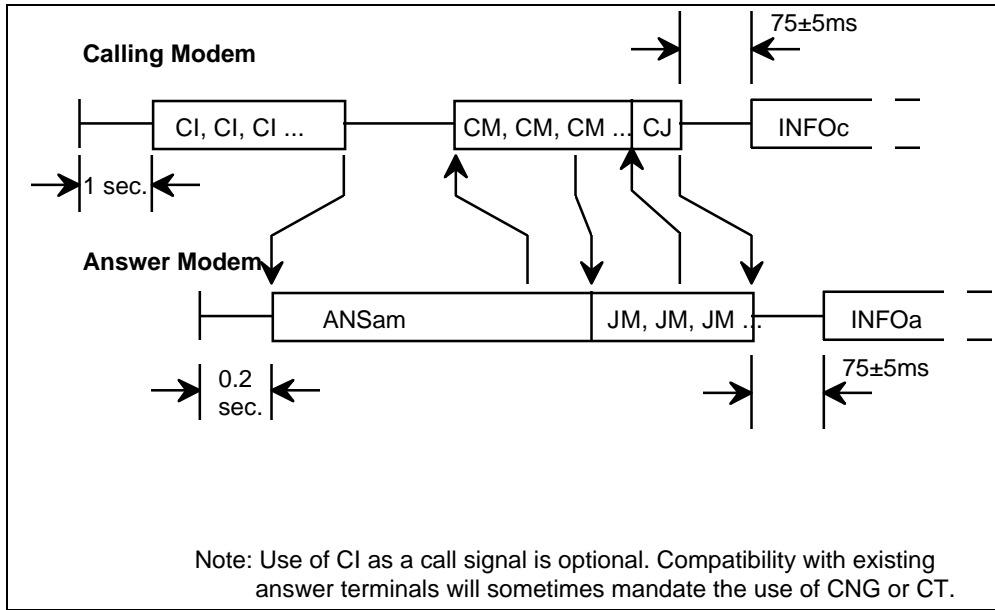 75±5ms
Calling Modem
CI, CI, CI ...
CM, CM, CM ...
CJ
INFOc
1 sec.
Answer Modem
ANSam
JM, JM, JM ...
INFOa
0.2
sec.
75±5ms
Note: Use of CI as a call signal is optional. Compatibility with existing
answer terminals will sometimes mandate the use of CNG or CT.